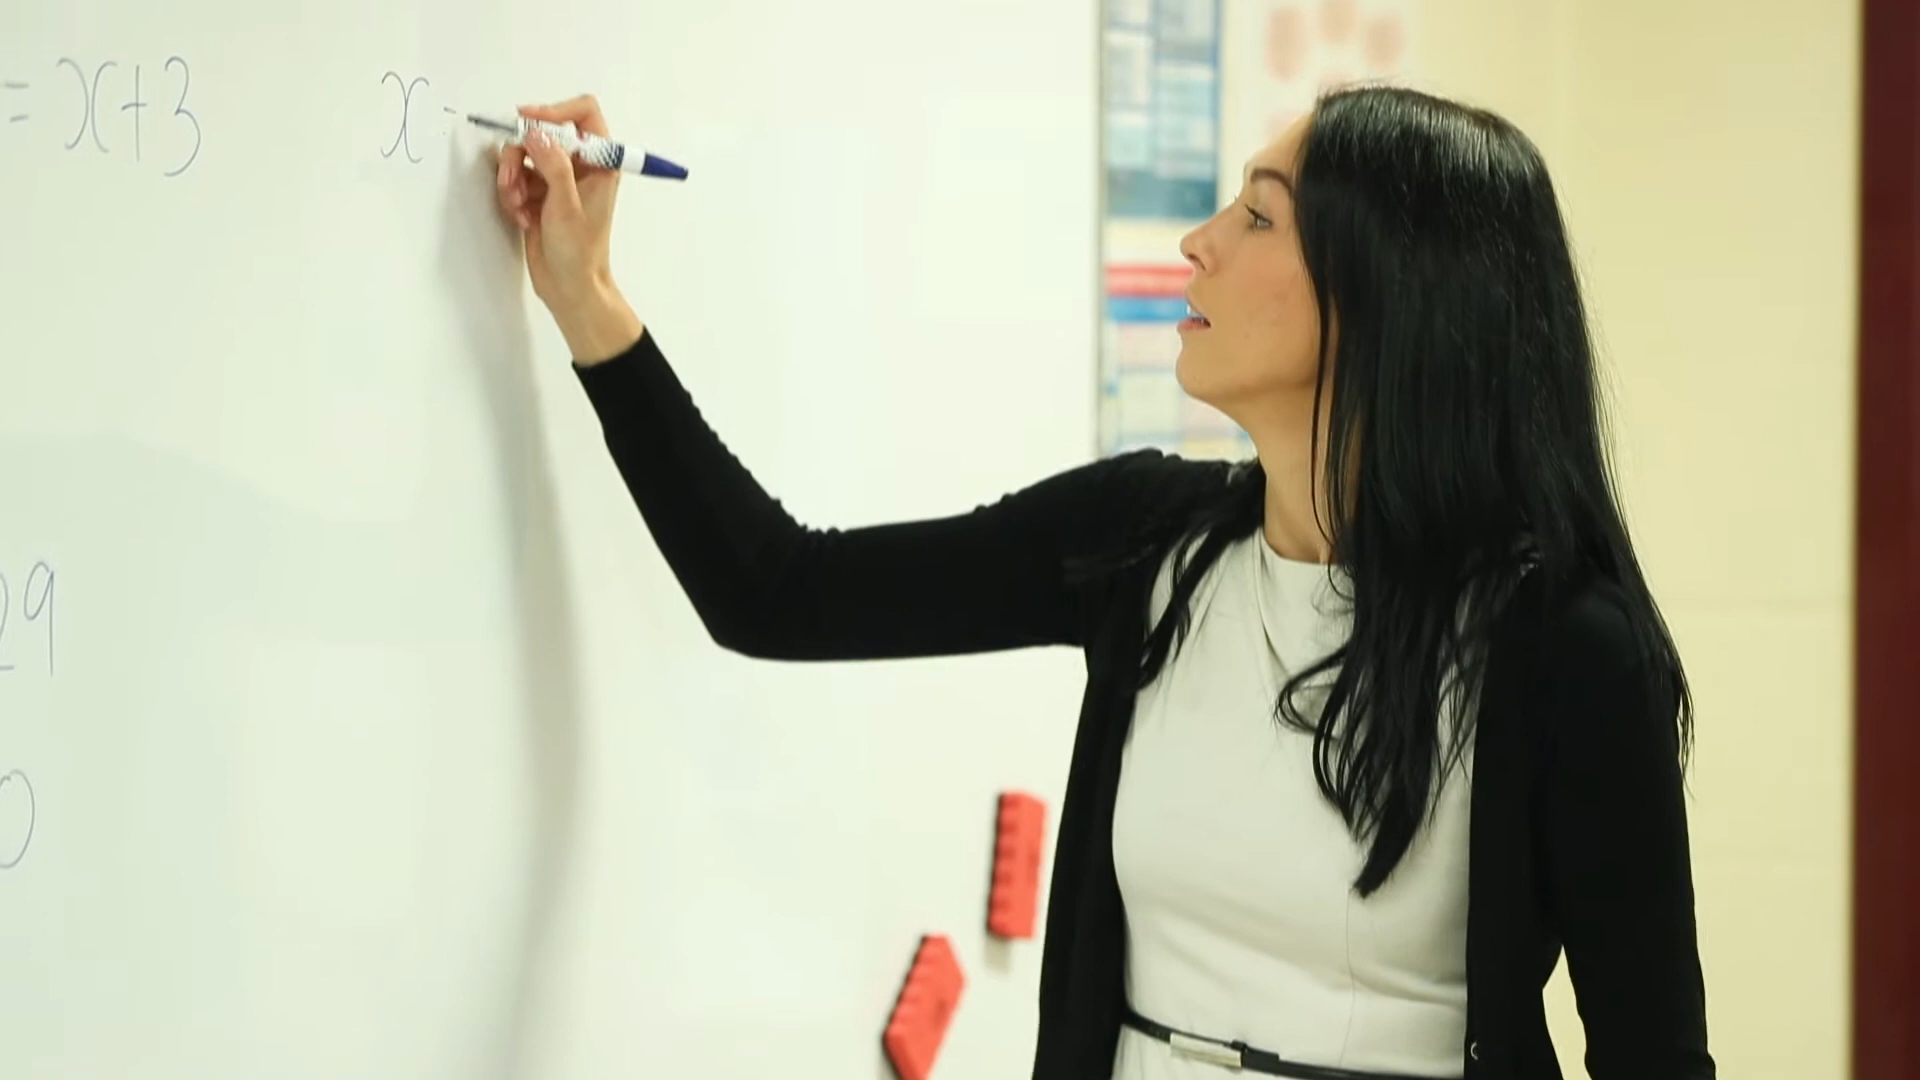 = x+3 x=
29
0